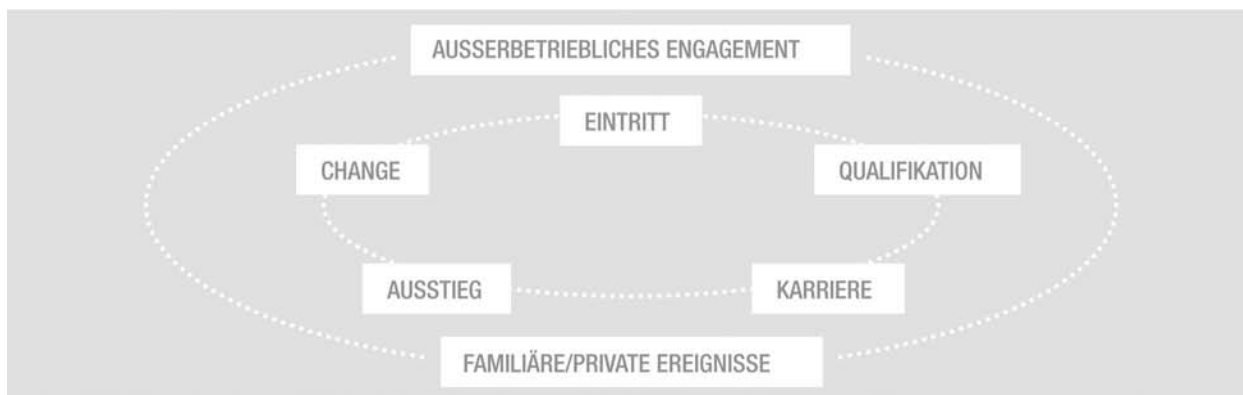 AUSSERBETRIEBLICHES ENGAGEMENT
EINTRITT
CHANGE
QUALIFIKATION
AUSSTIEG
KARRIERE
FAMILIÄRE/PRIVATE EREIGNISSE